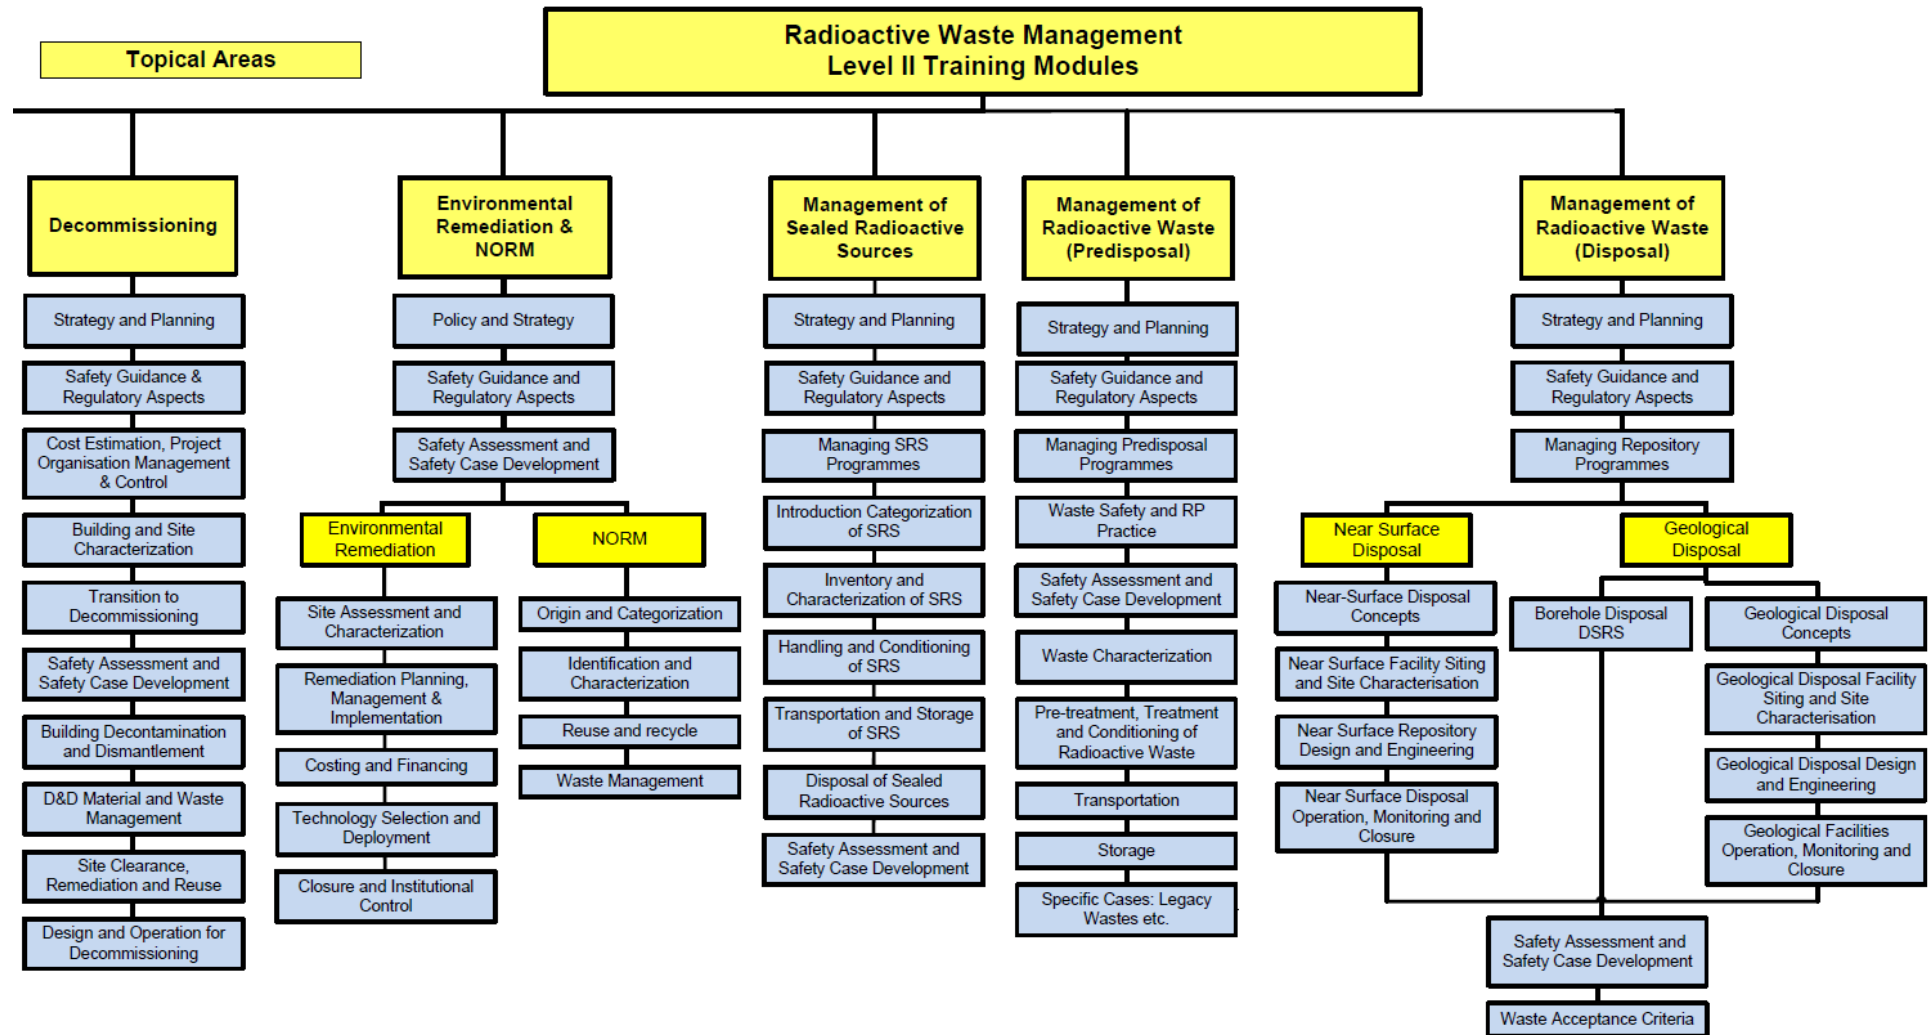 Topical Areas
Radioactive Waste Management
Level II Training Modules
Decommissioning
Strategy and Planning
Safety Guidance &
Regulatory Aspects
Cost Estimation, Project
Organisation Management
& Control
Building and Site
Characterization
Transition to
Decommissioning
Safety Assessment and
Safety Case Development
Building Decontamination
and Dismantlement
D&D Material and Waste
Management
Site Clearance,
Remediation and Reuse
Design and Operation for
Decommissioning
Environmental
Remediation &
NORM
Policy and Strategy
Safety Guidance and
Regulatory Aspects
Safety Assessment and
Safety Case Development
Environmental
Remediation
Site Assessment and
Characterization
Remediation Planning,
Management &
Implementation
Costing and Financing
Technology Selection and
Deployment
Closure and Institutional
Control
NORM
Origin and Categorization
Identification and
Characterization
Reuse and recycle
Waste Management
Management of
Sealed Radioactive
Sources
Strategy and Planning
Safety Guidance and
Regulatory Aspects
Managing SRS
Programmes
Introduction Categorization
of SRS
Inventory and
Characterization of SRS
Handling and Conditioning
of SRS
Transportation and Storage
of SRS
Disposal of Sealed
Radioactive Sources
Safety Assessment and
Safety Case Development
Management of
Radioactive Waste
(Predisposal)
Strategy and Planning
Safety Guidance and
Regulatory Aspects
Managing Predisposal
Programmes
Waste Safety and RP
Practice
Safety Assessment and
Safety Case Development
Waste Characterization
Pre-treatment, Treatment
and Conditioning of
Radioactive Waste
Transportation
Storage
Specific Cases: Legacy
Wastes etc.
Management of
Radioactive Waste
(Disposal)
Strategy and Planning
Safety Guidance and
Regulatory Aspects
Managing Repository
Programmes
Near Surface
Disposal
Near-Surface Disposal
Concepts
Near Surface Facility Siting
and Site Characterisation
Near Surface Repository
Design and Engineering
Near Surface Disposal
Operation, Monitoring and
Closure
Geological
Disposal
Borehole Disposal
DSRS
Geological Disposal
Concepts
Geological Disposal Facility
Siting and Site
Characterisation
Geological Disposal Design
and Engineering
Geological Facilities
Operation, Monitoring and
Closure
Safety Assessment and
Safety Case Development
Waste Acceptance Criteria